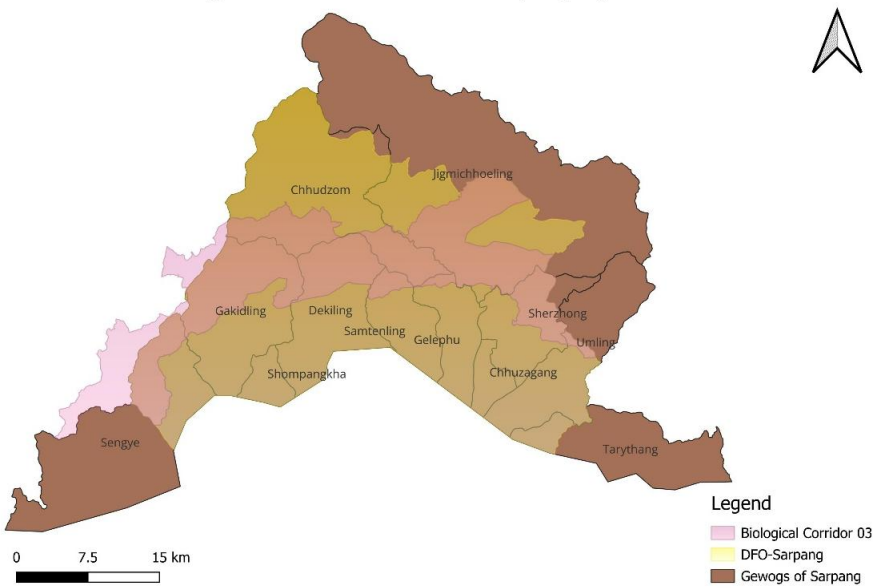 Jigmichhoeling
Chhudzom
Gakidling
Dekiling
Sherzhong
Samtenling
Gelephu
Umling
Shompangkha
Chhuzagang
Sengye
Tarythang
Legend
Biological Corridor 03
DFO-Sarpang
Gewogs of Sarpang
0 7.5 15 km